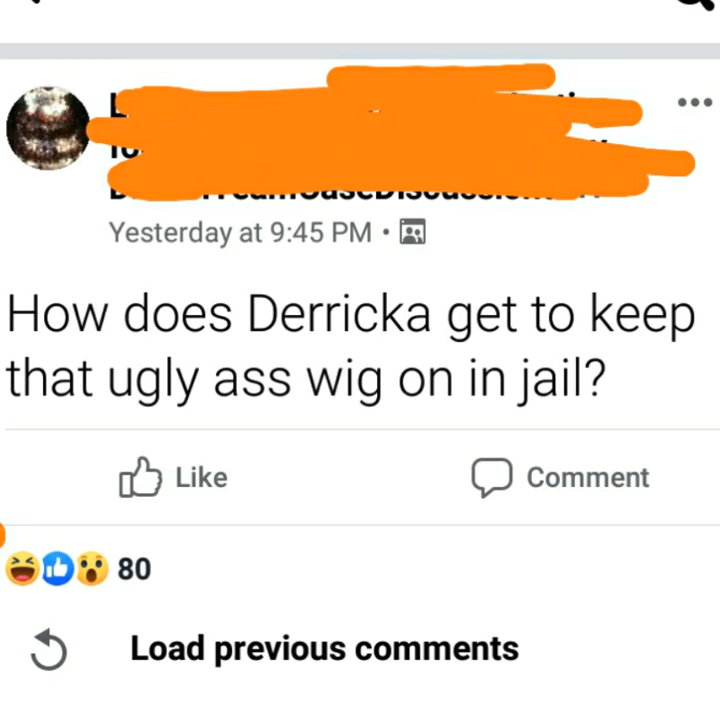 Yesterday at 9:45 PM •
How does Derricka get to keep
that ugly ass wig on in jail?
Like
Comment
80
Load previous comments